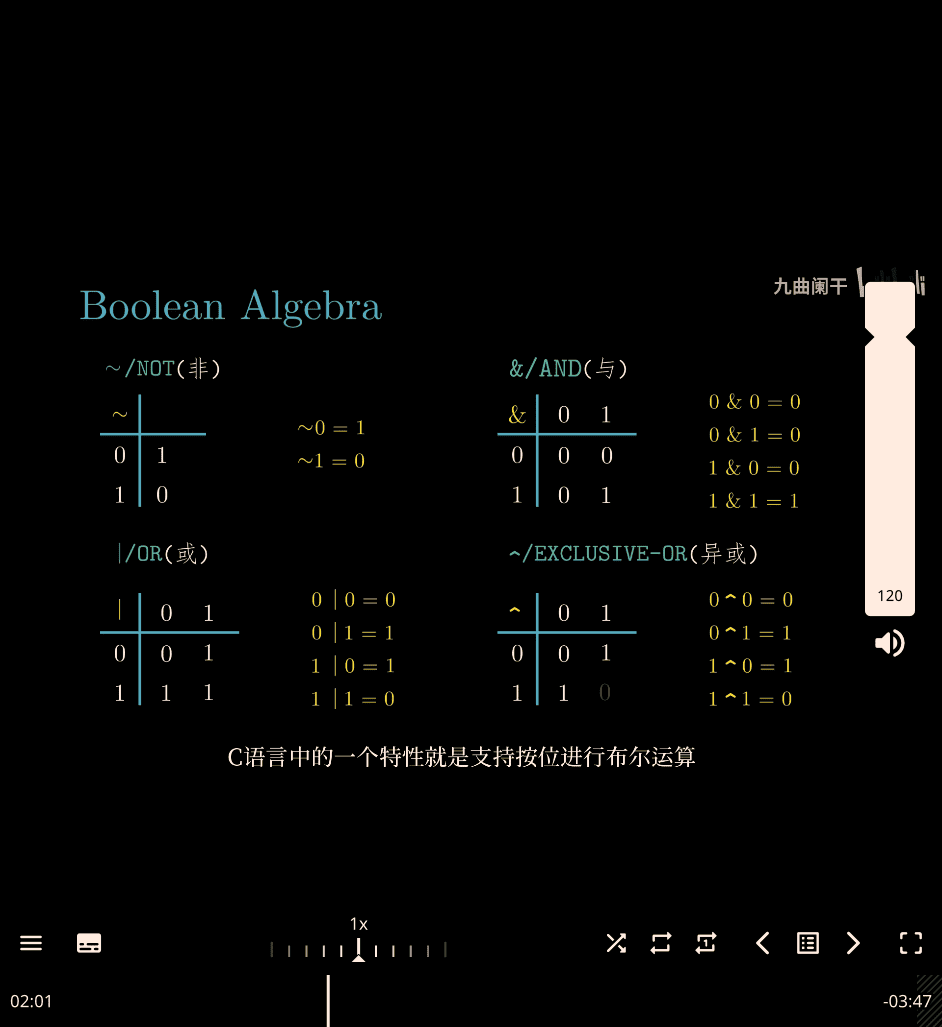 九曲阑干
Boolean Algebra
~/NOT(非)
~
0 1
1 0
~0 = 1
~1 = 0
&/AND(与)
& 0 1
0 0 0
1 0 1
0 & 0 = 0
0 & 1 = 0
1 & 0 = 0
1 & 1 = 1
|/OR(或)
| 0 1
0 0 1
1 1 1
0 | 0 = 0
0 | 1 = 1
1 | 0 = 1
1 | 1 = 0
^/EXCLUSIVE-OR(异或)
^ 0 1
0 0 1
1 1 0
0 ^ 0 = 0
0 ^ 1 = 1
1 ^ 0 = 1
1 ^ 1 = 0
120
C语言中的一个特性就是支持按位进行布尔运算
1x
1
02:01
-03:47